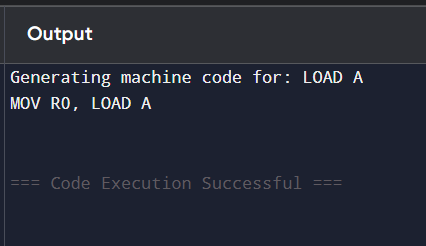 Output
Generating machine code for: LOAD A
MOV R0, LOAD A
=== Code Execution Successful ===